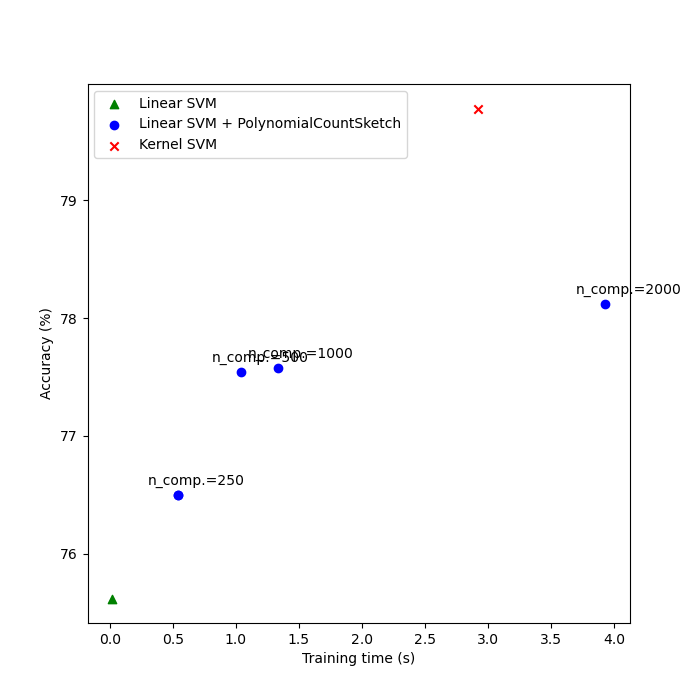 Linear SVM
Linear SVM + PolynomialCountSketch
Kernel SVM
79
n_comp.=2000
78
n_comp.=1000
n_comp.=500
77
n_comp.=250
76
Accuracy (%)
0.0 0.5 1.0 1.5 2.0 2.5 3.0 3.5 4.0
Training time (s)